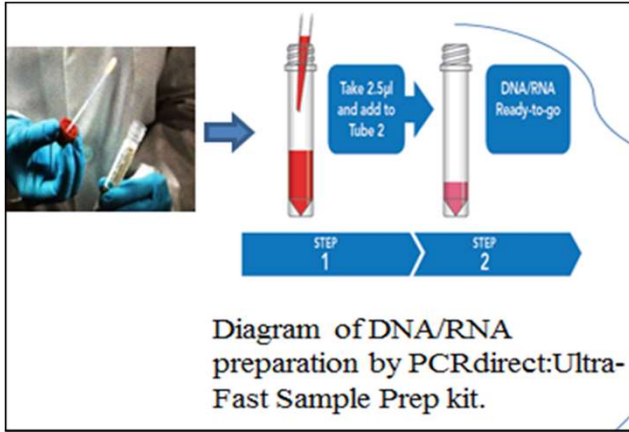 Take 2.5µl
and add to
Tube 2
DNA/RNA
Ready-to-go
STEP
1
STEP
2
Diagram of DNA/RNA
preparation by PCRdirect:Ultra-
Fast Sample Prep kit.